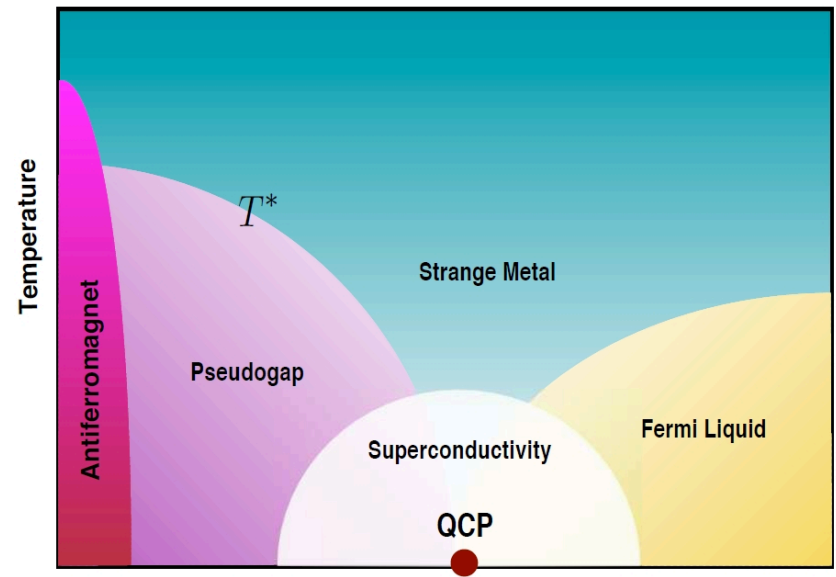 Temperature
Antiferromagnet
T*
Strange Metal
Pseudogap
Fermi Liquid
Superconductivity
QCP